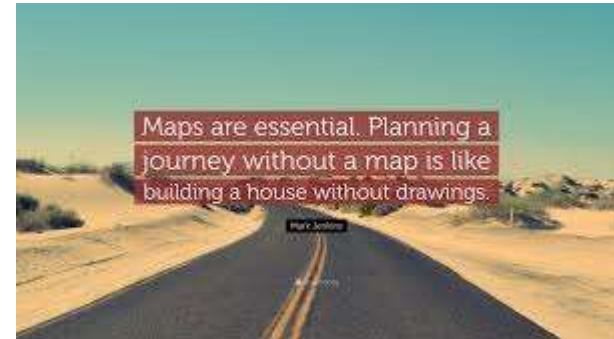 Maps are essential. Planning a
journey without a map is like
building a house without drawings.
Mark Jenkins